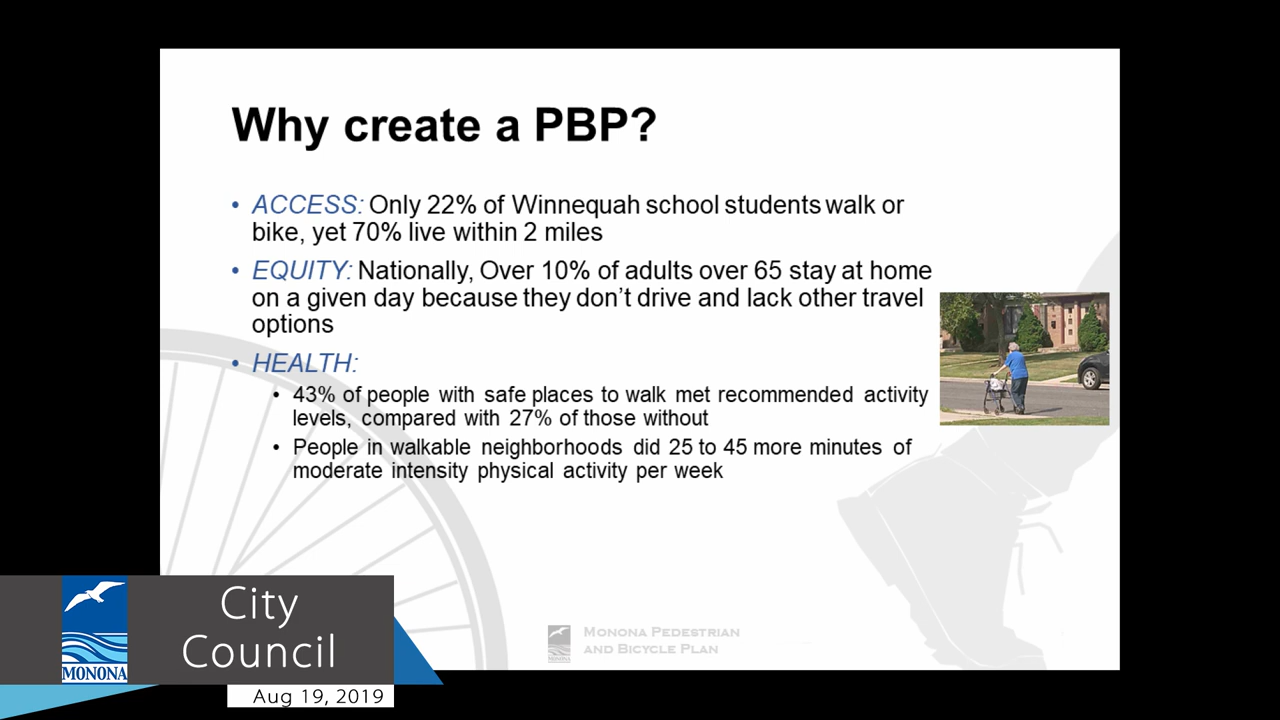 Why create a PBP?
• ACCESS: Only 22% of Winnequah school students walk or
bike, yet 70% live within 2 miles
• EQUITY: Nationally, Over 10% of adults over 65 stay at home
on a given day because they don’t drive and lack other travel
options
• HEALTH:
• 43% of people with safe places to walk met recommended activity
levels, compared with 27% of those without
• People in walkable neighborhoods did 25 to 45 more minutes of
moderate intensity physical activity per week
MONONA PEDESTRIAN
AND BICYCLE PLAN
MONONA
City
Council
MONONA
Aug 19, 2019